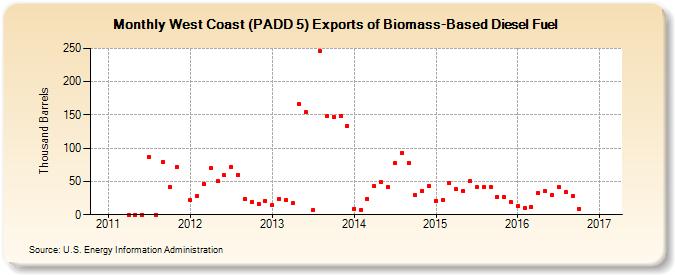 Monthly West Coast (PADD 5) Exports of Biomass-Based Diesel Fuel
Thousand Barrels
250
200
150
100
50
0
2011 2012 2013 2014 2015 2016 2017
Source: U.S. Energy Information Administration